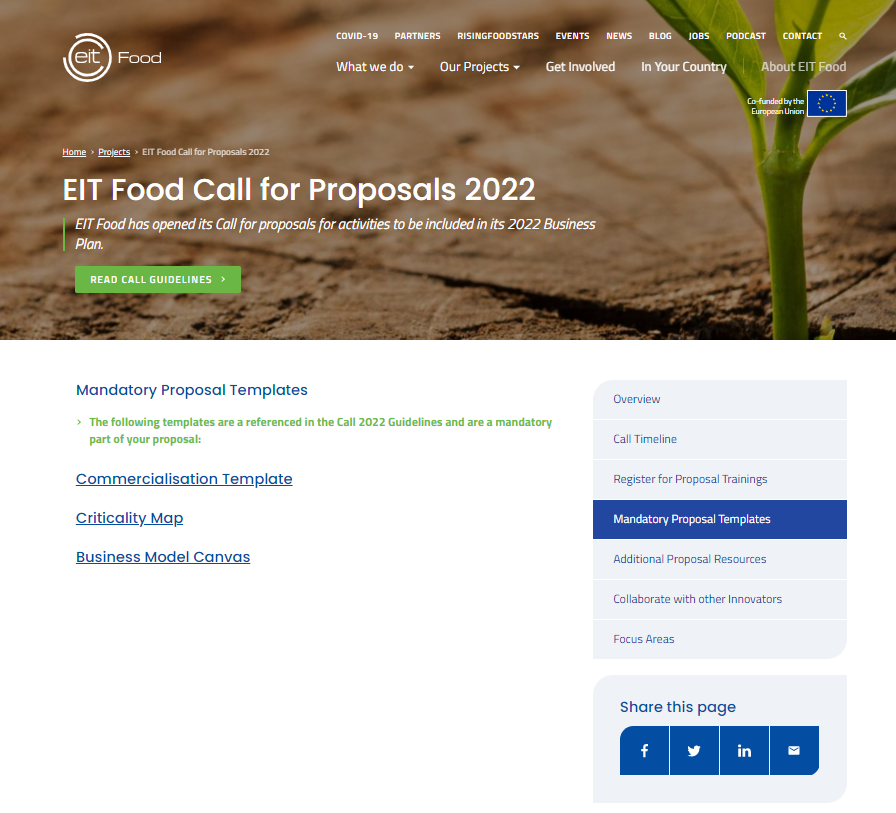 COVID-19 PARTNERS RISINGFOODSTARS EVENTS NEWS BLOG JOBS PODCAST CONTACT
eit Food
What we do Our Projects Get Involved In Your Country About EIT Food
Co-funded by the
European Union
Home › Projects › EIT Food Call for Proposals 2022
EIT Food Call for Proposals 2022
EIT Food has opened its Call for proposals for activities to be included in its 2022 Business
Plan.
READ CALL GUIDELINES ›
Mandatory Proposal Templates
› The following templates are a referenced in the Call 2022 Guidelines and are a mandatory
part of your proposal:
Commercialisation Template
Criticality Map
Business Model Canvas
Overview
Call Timeline
Register for Proposal Trainings
Mandatory Proposal Templates
Additional Proposal Resources
Collaborate with other Innovators
Focus Areas
Share this page